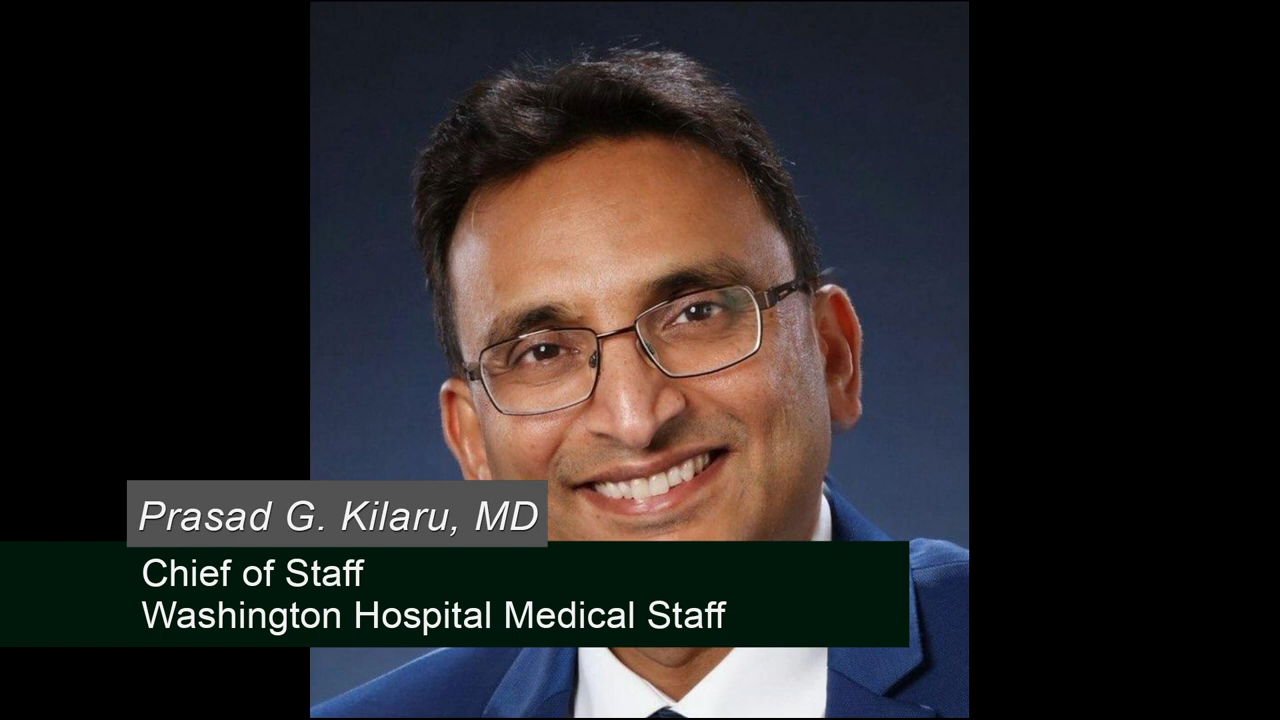 Prasad G. Kilaru, MD
Chief of Staff
Washington Hospital Medical Staff